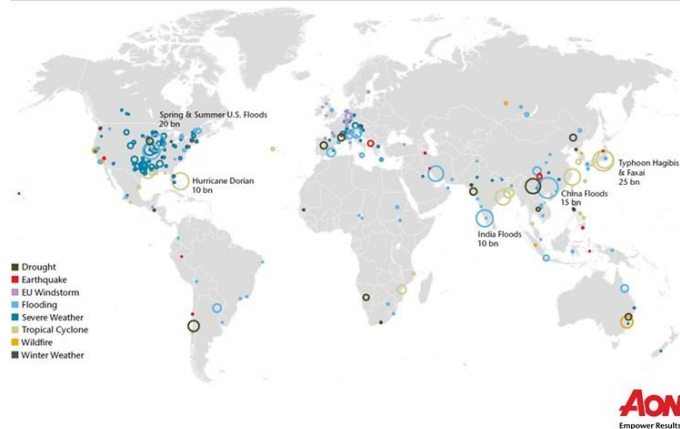 Spring & Summer U.S. Floods
20 bn
Hurricane Dorian
10 bn
Typhoon Hagibis
& Faxai
25 bn
China Floods
15 bn
India Floods
10 bn
Drought
Earthquake
EU Windstorm
Flooding
Severe Weather
Tropical Cyclone
Wildfire
Winter Weather
AON
Empower Results